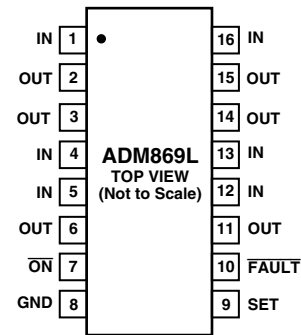 IN 1 16 IN
OUT 2 15 OUT
OUT 3 14 OUT
IN 4 ADM869L 13 IN
TOP VIEW
IN 5 (Not to Scale) 12 IN
OUT 6 11 OUT
ON 7 10 FAULT
GND 8 9 SET